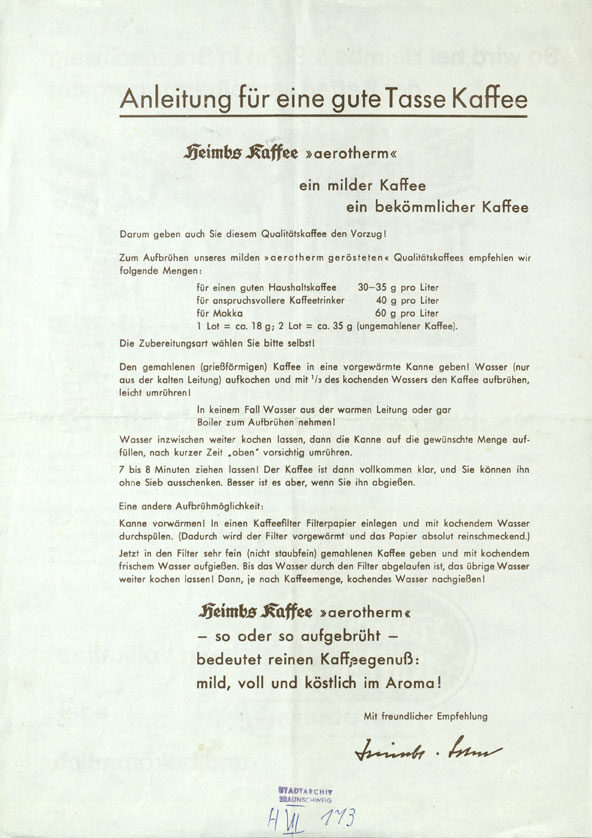 Anleitung für eine gute Tasse Kaffee
Heimbs Kaffee »aerotherm«
ein milder Kaffee
ein bekömmlicher Kaffee
Darum geben auch Sie diesem Qualitätskaffee den Vorzug!
Zum Aufbrühen unseres milden »aerotherm gerösteten« Qualitätskaffees empfehlen wir
folgende Mengen:
für einen guten Haushaltskaffee 30–35 g pro Liter
für anspruchsvollere Kaffeetrinker 40 g pro Liter
für Mokka 60 g pro Liter
1 Lot = ca. 18 g; 2 Lot = ca. 35 g (ungemahlener Kaffee).
Die Zubereitungsart wählen Sie bitte selbst!
Den gemahlenen (grießförmigen) Kaffee in eine vorgewärmte Kanne geben! Wasser (nur
aus der kalten Leitung) aufkochen und mit 1/3 des kochenden Wassers den Kaffee aufbrühen,
leicht umrühren!
In keinem Fall Wasser aus der warmen Leitung oder gar
Boiler zum Aufbrühen nehmen!
Wasser inzwischen weiter kochen lassen, dann die Kanne auf die gewünschte Menge auf-
füllen, nach kurzer Zeit „oben" vorsichtig umrühren.
7 bis 8 Minuten ziehen lassen! Der Kaffee ist dann vollkommen klar, und Sie können ihn
ohne Sieb ausschenken. Besser ist es aber, wenn Sie ihn abgießen.
Eine andere Aufbrühmöglichkeit:
Kanne vorwärmen! In einen Kaffeefilter Filterpapier einlegen und mit kochendem Wasser
durchspülen. (Dadurch wird der Filter vorgewärmt und das Papier absolut reinschmeckend.)
Jetzt in den Filter sehr fein (nicht staubfein) gemahlenen Kaffee geben und mit kochendem
frischem Wasser aufgießen. Bis das Wasser durch den Filter abgelaufen ist, das übrige Wasser
weiter kochen lassen! Dann, je nach Kaffeemenge, kochendes Wasser nachgießen!
Heimbs Kaffee »aerotherm«
– so oder so aufgebrüht –
bedeutet reinen Kaffeegenuß:
mild, voll und köstlich im Aroma!
Mit freundlicher Empfehlung
Heimbs + Sohn
STADTARCHIV
BRAUNSCHWEIG
H VII 173